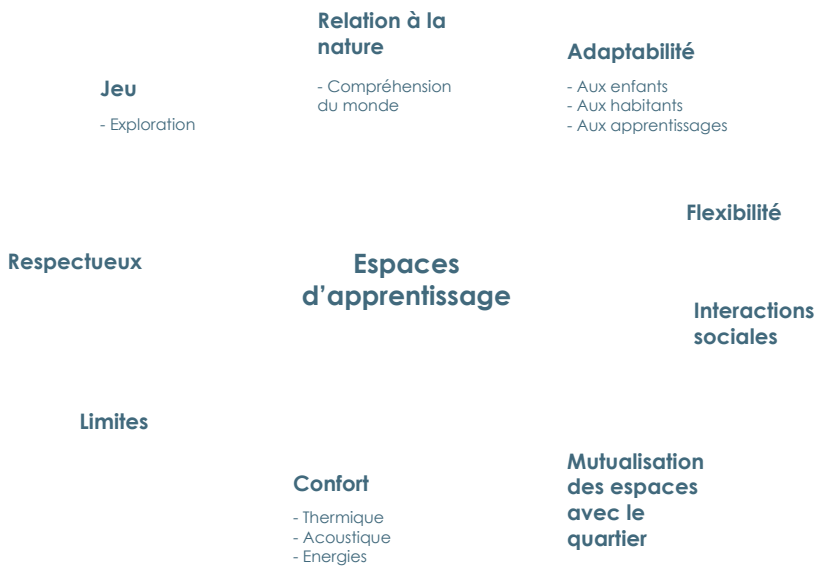 Relation à la
nature
- Compréhension
du monde
Adaptabilité
- Aux enfants
- Aux habitants
- Aux apprentissages
Jeu
- Exploration
Flexibilité
Respectueux
Espaces
d’apprentissage
Interactions
sociales
Limites
Confort
- Thermique
- Acoustique
- Energies
Mutualisation
des espaces
avec le
quartier